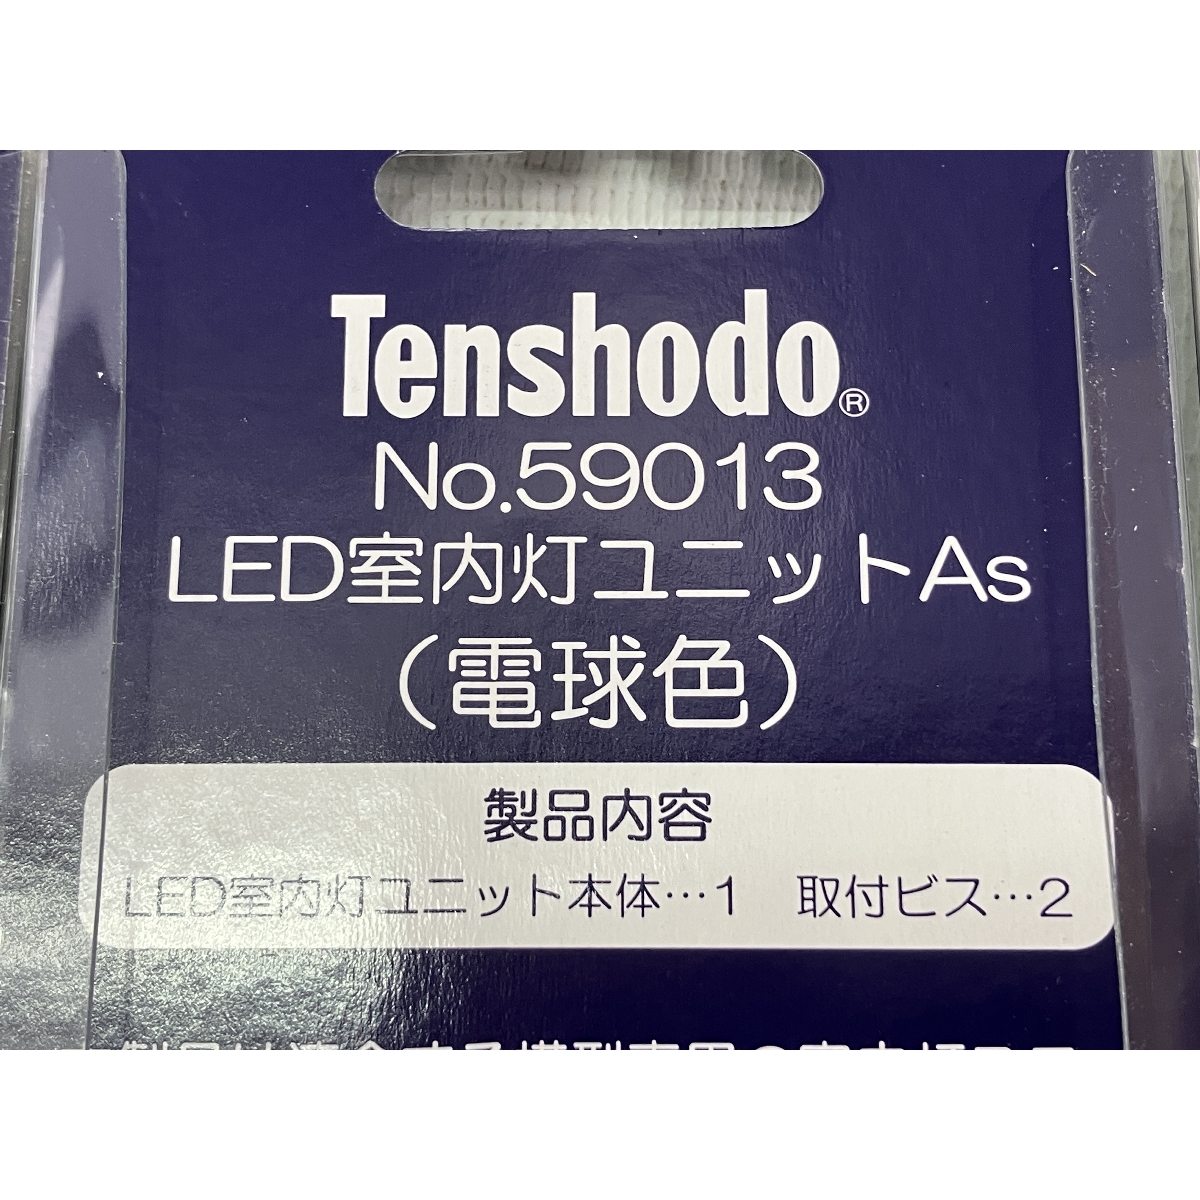 Tenshodo®
No.59013
LED室内灯ユニットAs
（電球色）
製品内容
LED室内灯ユニット本体…1　取付ビス…2